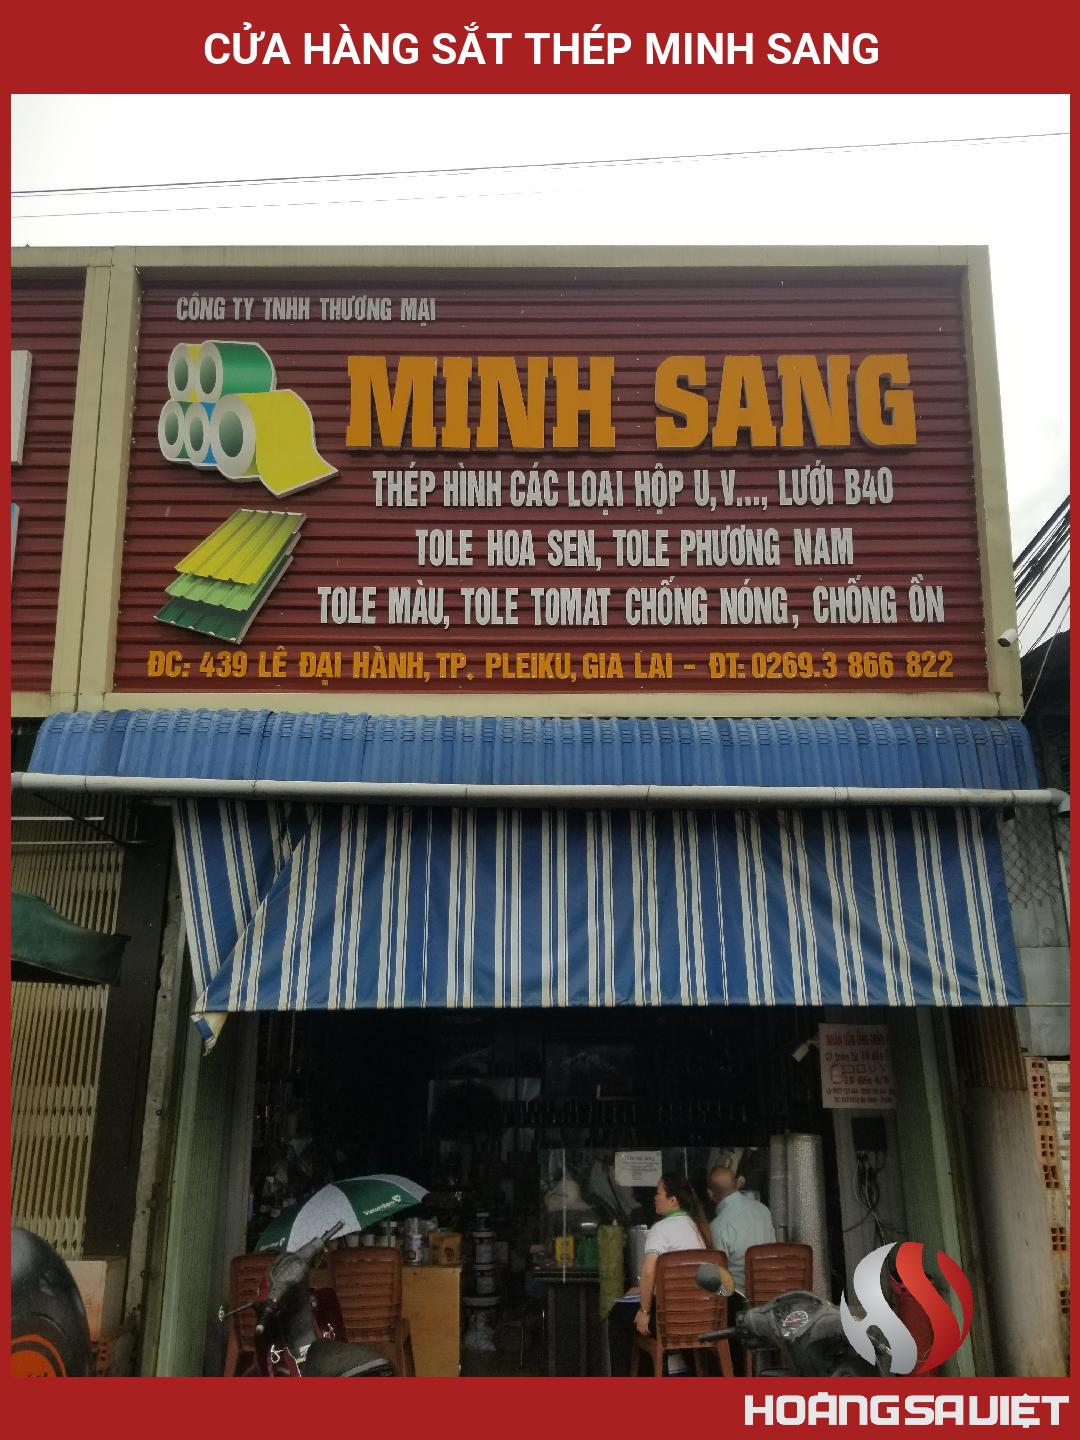 CỬA HÀNG SẮT THÉP MINH SANG
CÔNG TY TNHH THƯƠNG MẠI
MINH SANG
THÉP HÌNH CÁC LOẠI HỘP U,V..., LƯỚI B40
TOLE HOA SEN, TOLE PHƯƠNG NAM
TOLE MÀU, TOLE TOMAT CHỐNG NÓNG, CHỐNG ỒN
ĐC: 439 LÊ ĐẠI HÀNH, TP. PLEIKU, GIA LAI - ĐT: 0269.3 866 822
Vietcombank
HOÀNGSAVIỆT